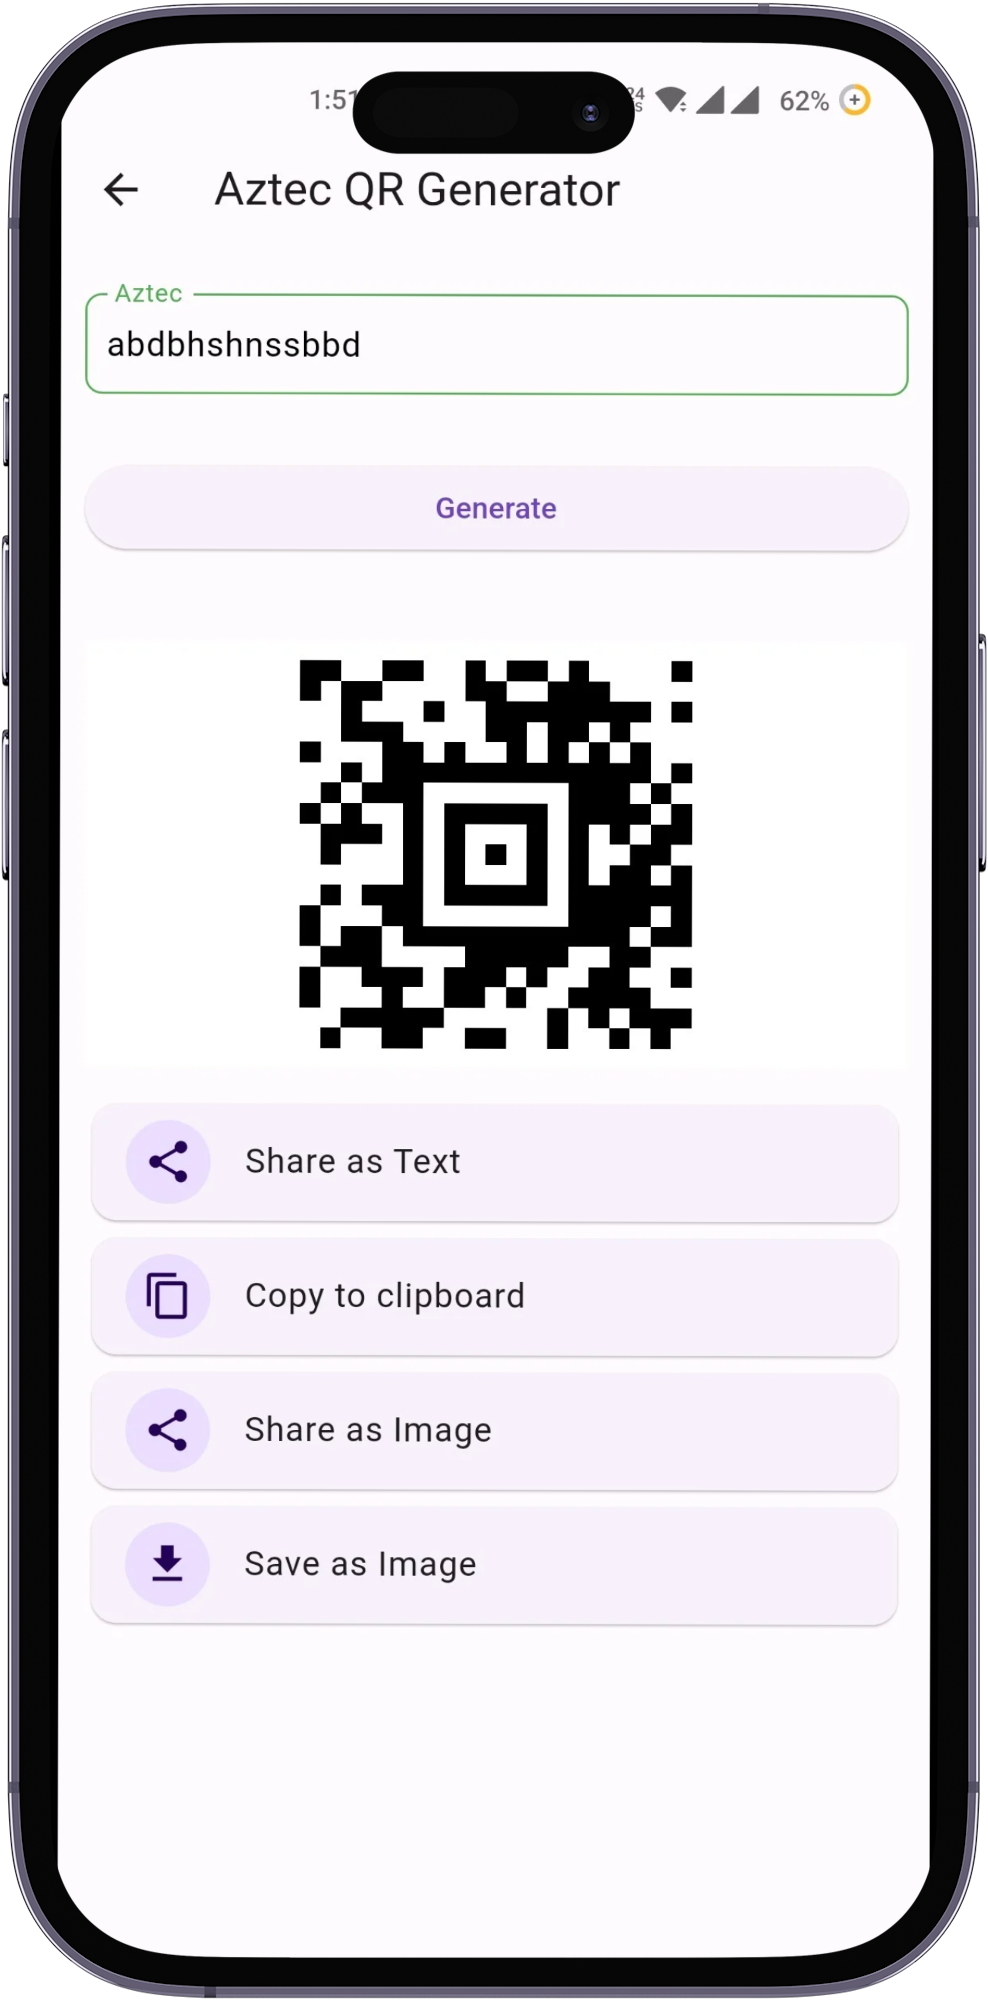 1:51
62%
Aztec QR Generator
Aztec
abdbhshnssbbd
Generate
Share as Text
Copy to clipboard
Share as Image
Save as Image